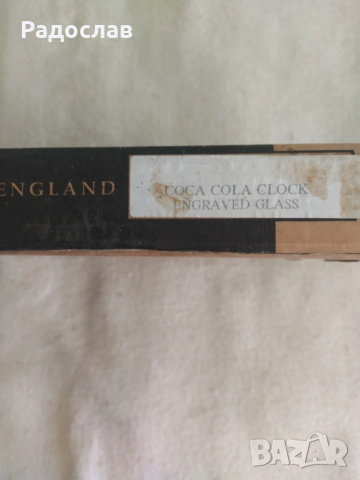 Радослав
ENGLAND
COCA COLA CLOCK
ENGRAVED GLASS
BAZAR